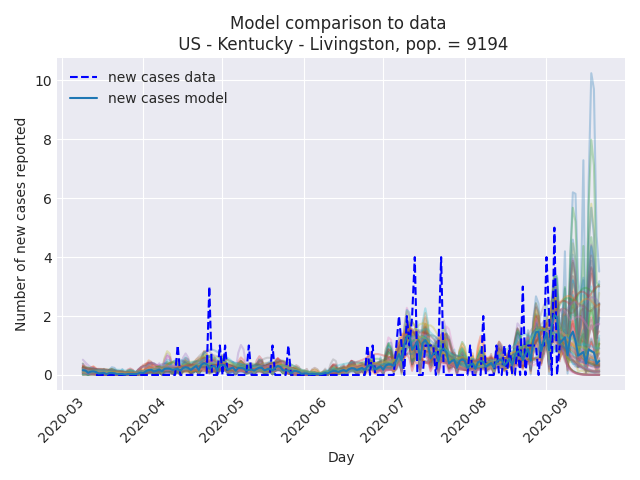 Model comparison to data
US - Kentucky - Livingston, pop. = 9194
new cases data
new cases model
Number of new cases reported
10
8
6
4
2
0
2020-03
2020-04
2020-05
2020-06
2020-07
2020-08
2020-09
Day